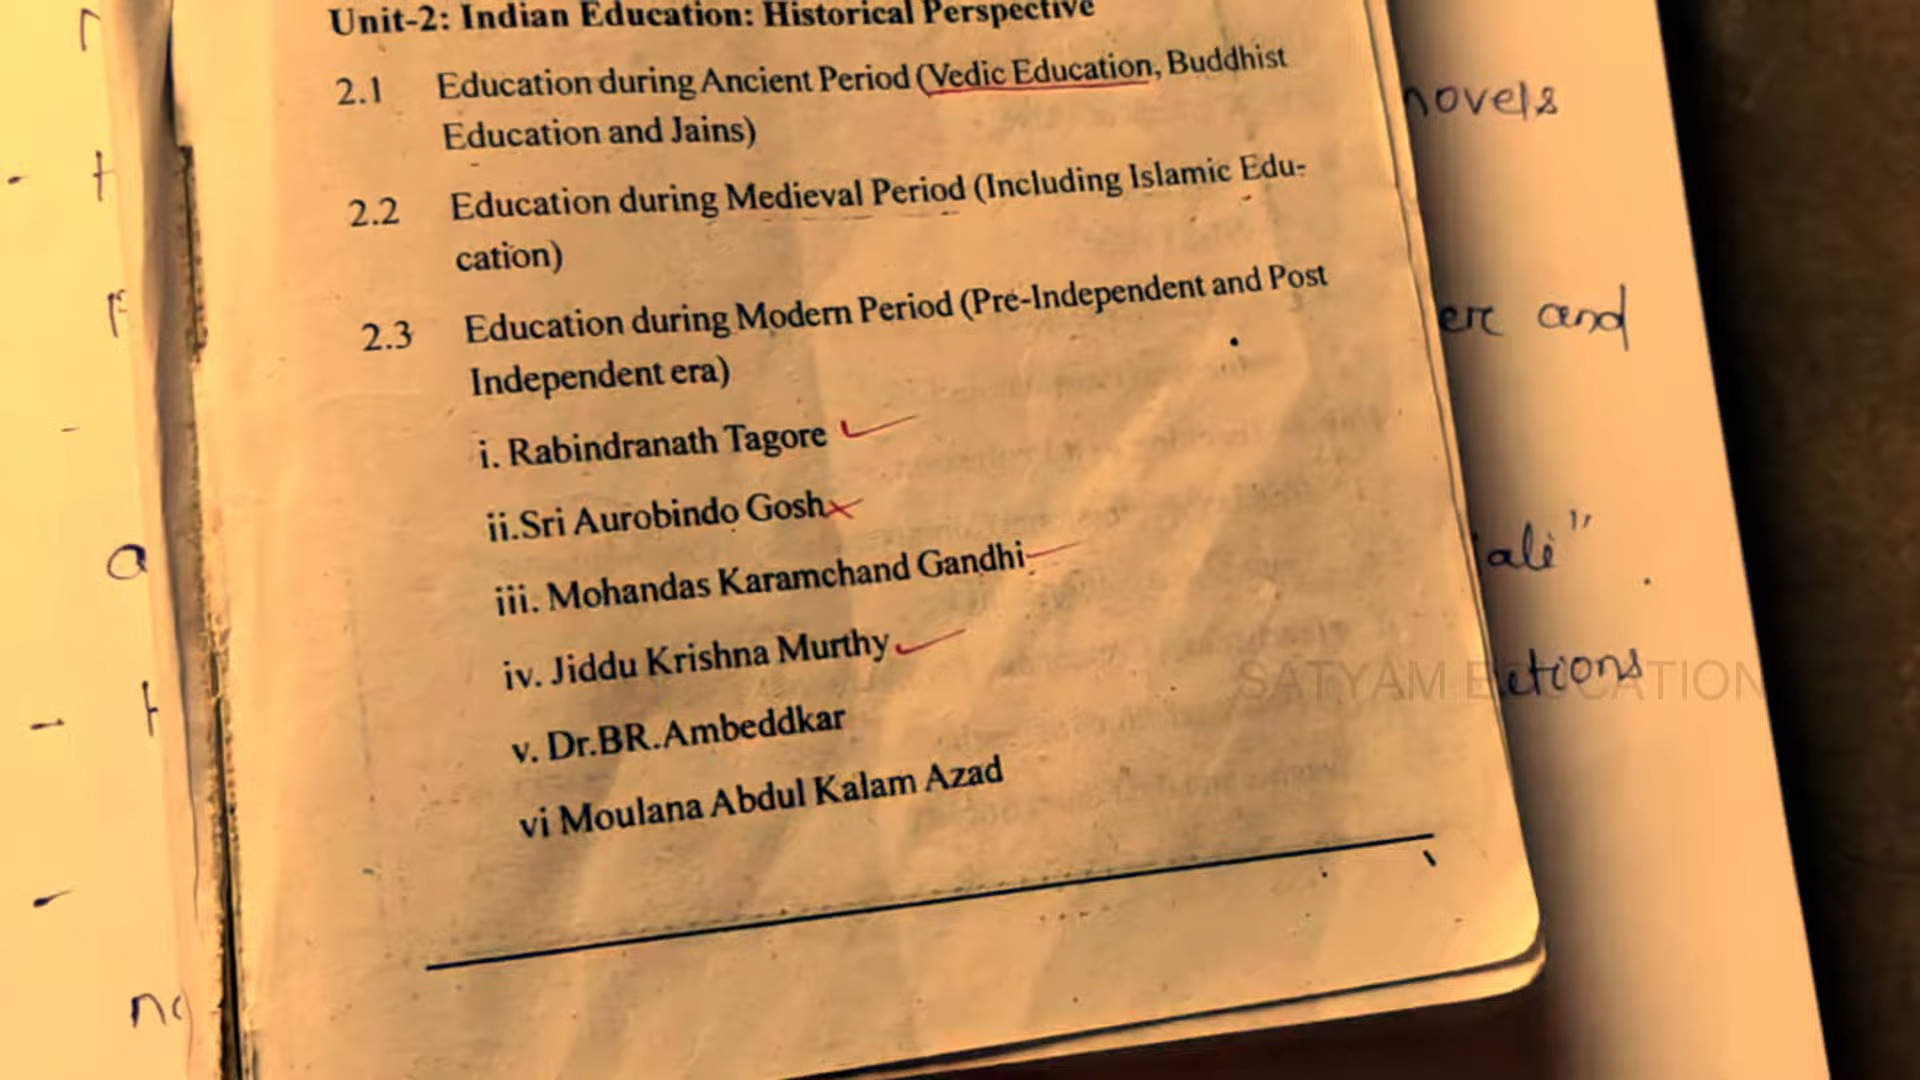 Unit-2: Indian Education: Historical Perspective
2.1 Education during Ancient Period (Vedic Education, Buddhist
Education and Jains)
2.2 Education during Medieval Period (Including Islamic Edu-
cation)
2.3 Education during Modern Period (Pre-Independent and Post
Independent era)
i. Rabindranath Tagore
ii.Sri Aurobindo Gosh
iii. Mohandas Karamchand Gandhi
iv. Jiddu Krishna Murthy
v. Dr.BR.Ambeddkar
vi Moulana Abdul Kalam Azad
novels
and
SATYAM EDUCATION